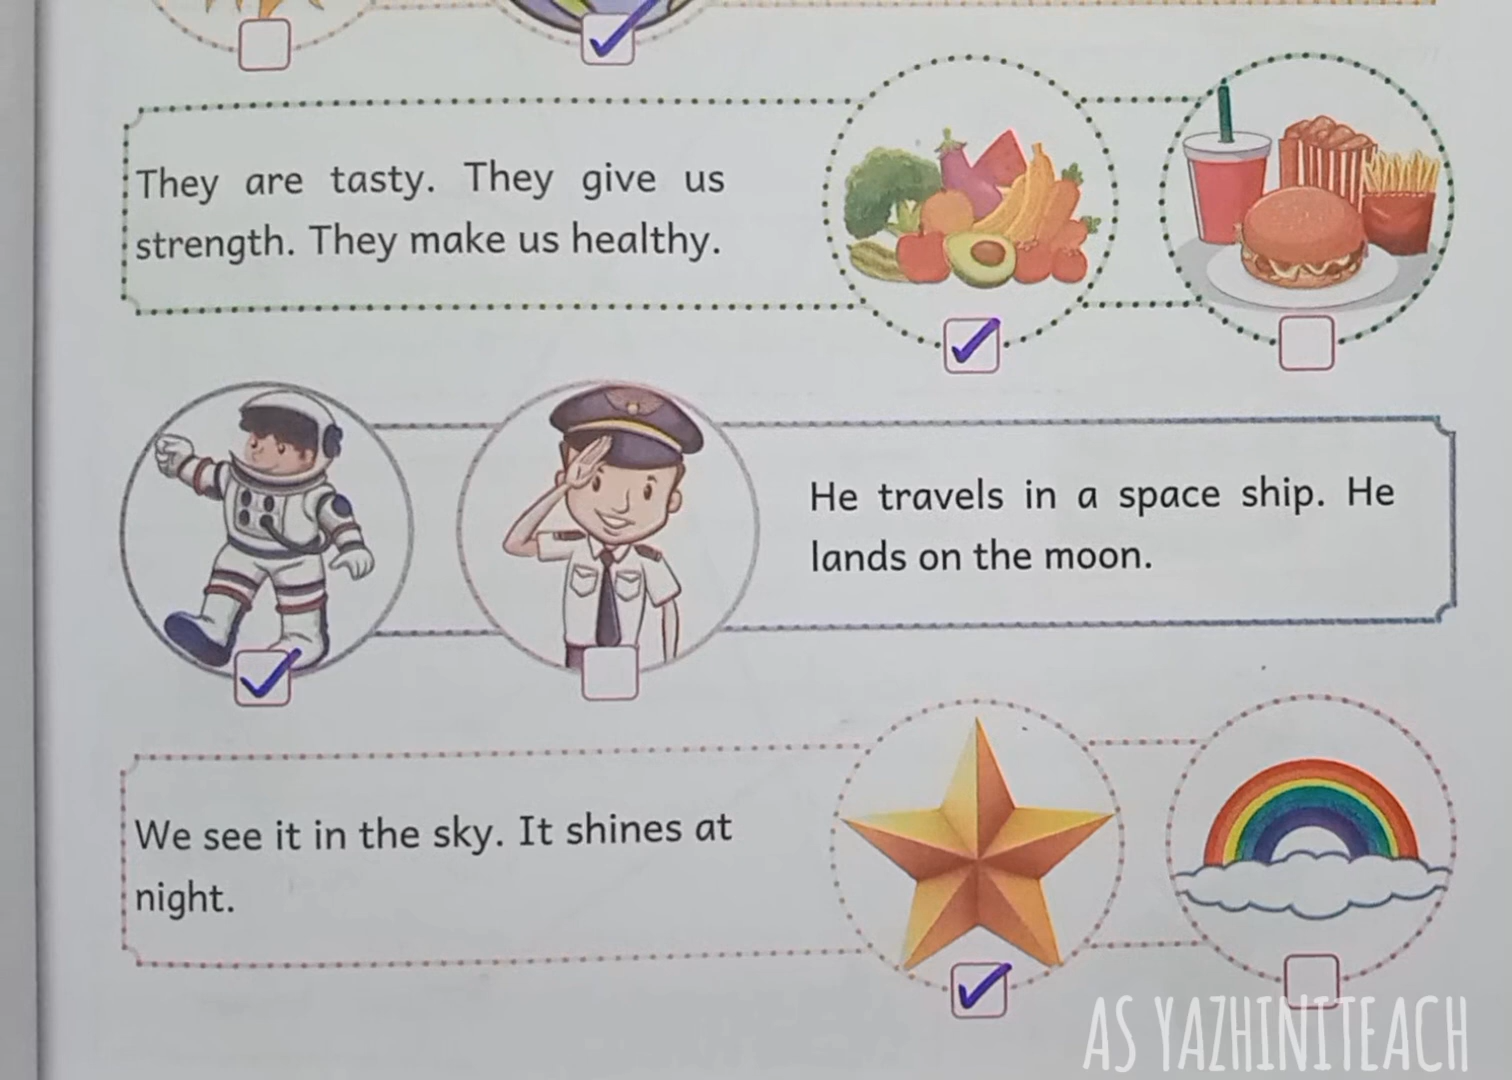 They are tasty. They give us
strength. They make us healthy.
He travels in a space ship. He
lands on the moon.
We see it in the sky. It shines at
night.
AS YAZHINITEACH